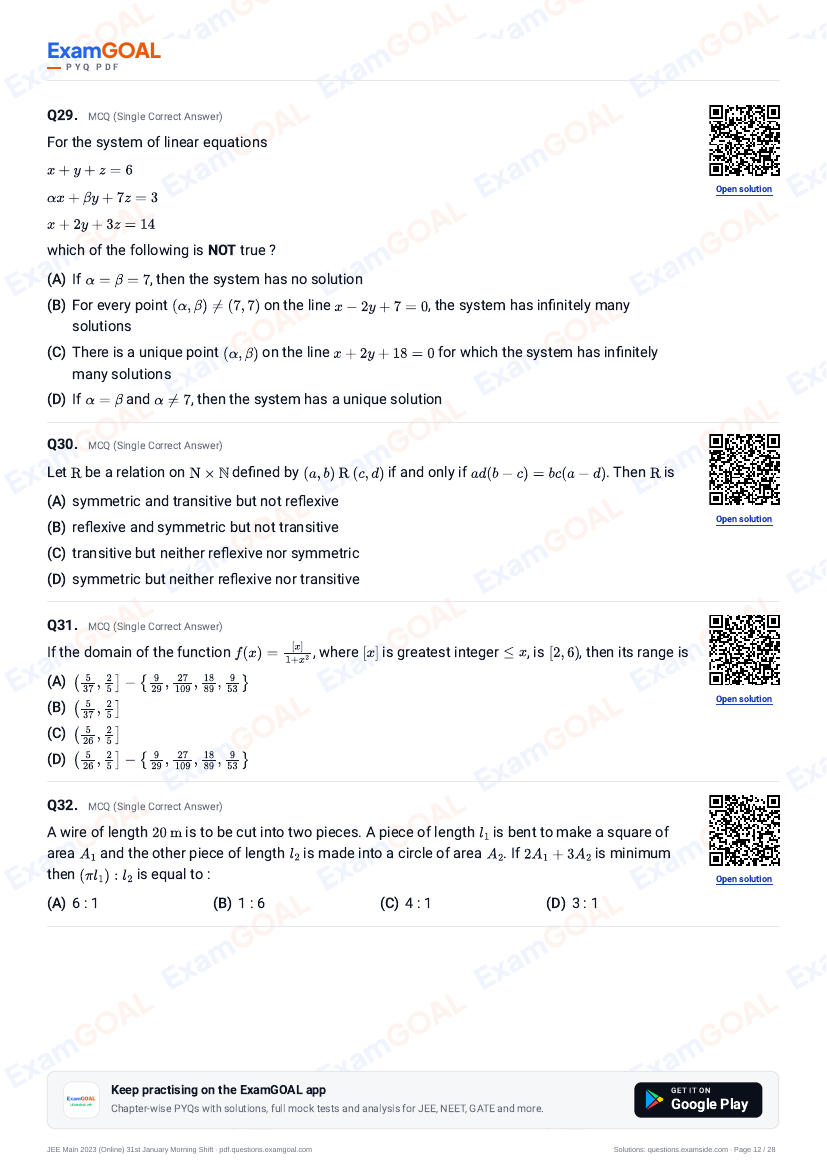 ExamGOAL
PYQ PDF
Q29. MCQ (Single Correct Answer)
For the system of linear equations
x + y + z = 6
αx + βy + 7z = 3
x + 2y + 3z = 14
which of the following is NOT true ?
(A) If α = β = 7, then the system has no solution
(B) For every point (α, β) ≠ (7, 7) on the line x − 2y + 7 = 0, the system has infinitely many
solutions
(C) There is a unique point (α, β) on the line x + 2y + 18 = 0 for which the system has infinitely
many solutions
(D) If α = β and α ≠ 7, then the system has a unique solution
Open solution
Q30. MCQ (Single Correct Answer)
Let R be a relation on N × N defined by (a, b) R (c, d) if and only if ad(b − c) = bc(a − d). Then R is
(A) symmetric and transitive but not reflexive
(B) reflexive and symmetric but not transitive
(C) transitive but neither reflexive nor symmetric
(D) symmetric but neither reflexive nor transitive
Open solution
Q31. MCQ (Single Correct Answer)
If the domain of the function f(x) = [x]/(1+x²), where [x] is greatest integer ≤ x, is [2, 6), then its range is
(A) (5/37, 2/5] − {9/29, 27/109, 18/89, 9/53}
(B) (5/37, 2/5]
(C) (5/26, 2/5]
(D) (5/26, 2/5] − {9/29, 27/109, 18/89, 9/53}
Open solution
Q32. MCQ (Single Correct Answer)
A wire of length 20 m is to be cut into two pieces. A piece of length l₁ is bent to make a square of
area A₁ and the other piece of length l₂ is made into a circle of area A₂. If 2A₁ + 3A₂ is minimum
then (πl₁) : l₂ is equal to :
(A) 6 : 1 (B) 1 : 6 (C) 4 : 1 (D) 3 : 1
Open solution
ExamGOAL
Keep practising on the ExamGOAL app
Chapter-wise PYQs with solutions, full mock tests and analysis for JEE, NEET, GATE and more.
GET IT ON
Google Play
JEE Main 2023 (Online) 31st January Morning Shift · pdf.questions.examgoal.com
Solutions: questions.examside.com · Page 12 / 28